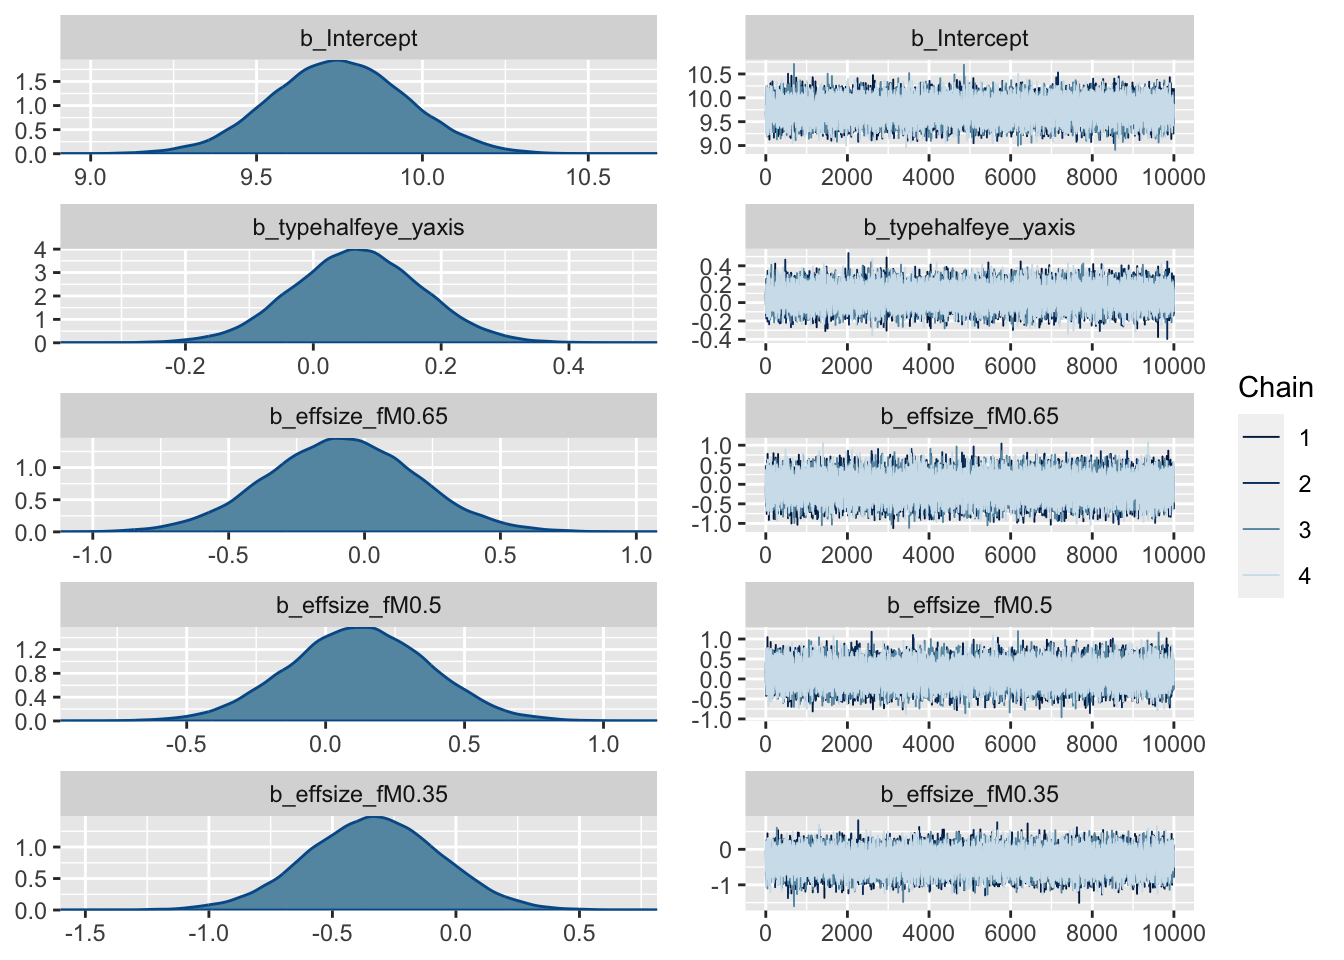 b_Intercept
1.5
1.0
0.5
0.0
9.0 9.5 10.0 10.5
b_Intercept
10.5
10.0
9.5
9.0
0 2000 4000 6000 8000 10000
b_typehalfeye_yaxis
4
3
2
1
0
-0.2 0.0 0.2 0.4
b_typehalfeye_yaxis
0.4
0.2
0.0
-0.2
-0.4
0 2000 4000 6000 8000 10000
b_effsize_fM0.65
1.0
0.5
0.0
-1.0 -0.5 0.0 0.5 1.0
b_effsize_fM0.65
1.0
0.5
0.0
-0.5
-1.0
0 2000 4000 6000 8000 10000
b_effsize_fM0.5
1.2
0.8
0.4
0.0
-0.5 0.0 0.5 1.0
b_effsize_fM0.5
1.0
0.5
0.0
-0.5
-1.0
0 2000 4000 6000 8000 10000
b_effsize_fM0.35
1.0
0.5
0.0
-1.5 -1.0 -0.5 0.0 0.5
b_effsize_fM0.35
0
-1
0 2000 4000 6000 8000 10000
Chain
1
2
3
4